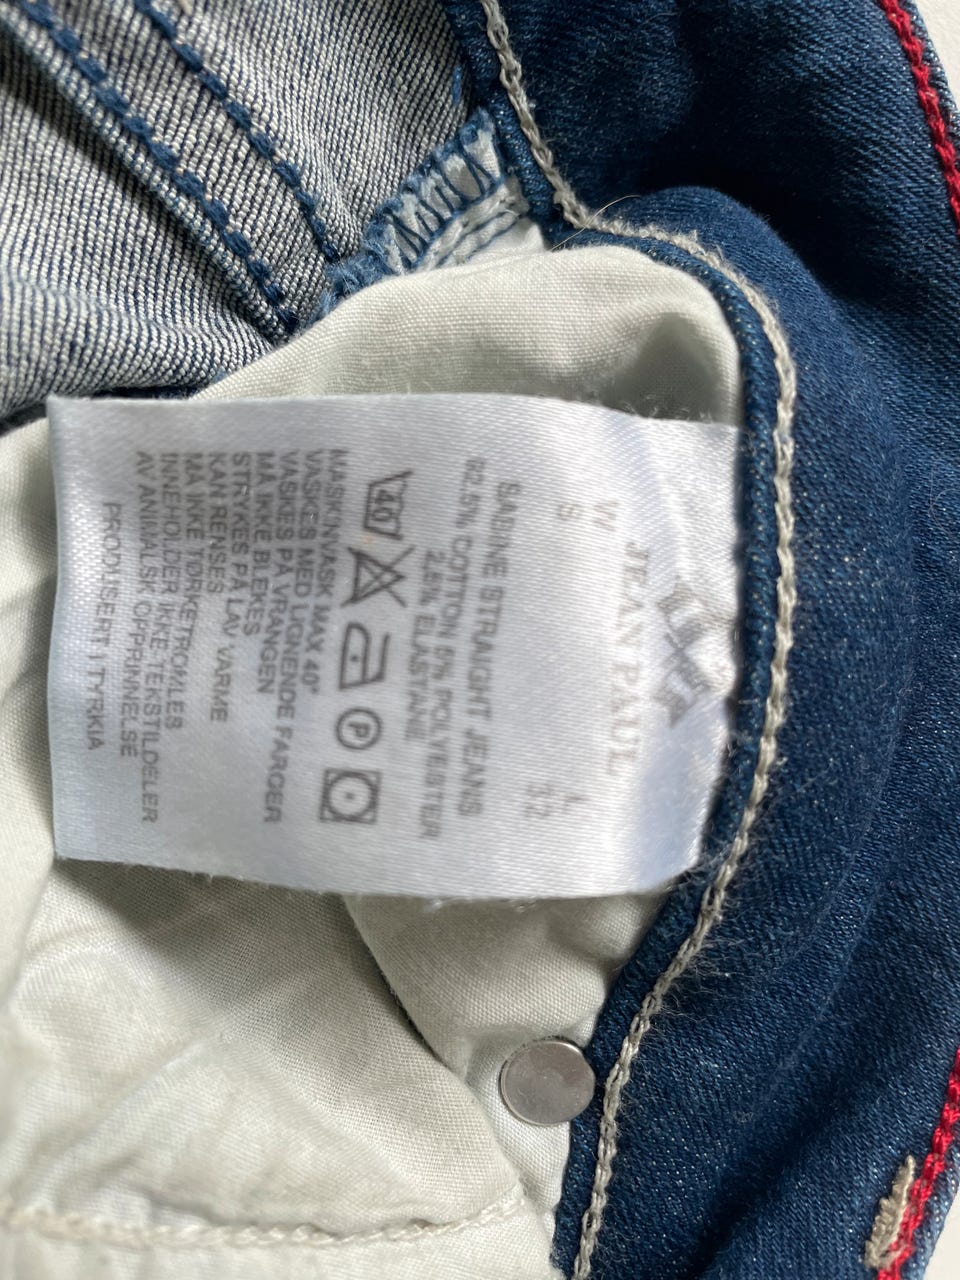 JEAN PAUL
W L
S 32
SABINE STRAIGHT JEANS
92.5% COTTON 5% POLYESTER
2.5% ELASTANE
40 P
MASKINVASK MAX 40°
VASKES MED LIGNENDE FARGER
VASKES PÅ VRANGEN
MÅ IKKE BLEKES
STRYKES PÅ LAV VARME
KAN RENSES
MÅ IKKE TØRKETROMLES
INNEHOLDER IKKE-TEKSTILDELER
AV ANIMALSK OPPRINNELSE
PRODUSERT I TYRKIA